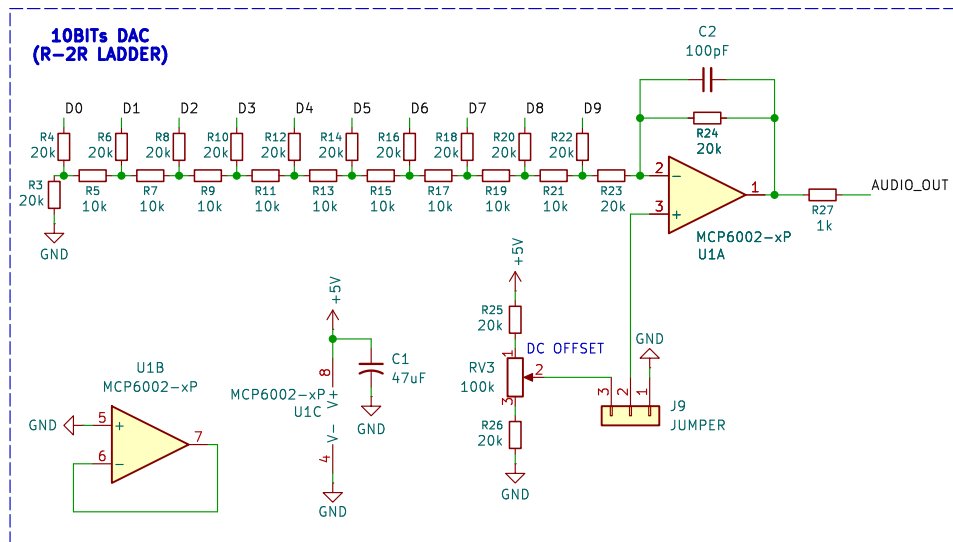 10BITs DAC
(R-2R LADDER)
C2
100pF
D0 D1 D2 D3 D4 D5 D6 D7 D8 D9
R4 R6 R8 R10 R12 R14 R16 R18 R20 R22 R24
20k 20k 20k 20k 20k 20k 20k 20k 20k 20k 20k
R3 R5 R7 R9 R11 R13 R15 R17 R19 R21 R23
20k 10k 10k 10k 10k 10k 10k 10k 10k 10k 20k
GND
2 −
3 +
1
MCP6002-xP
U1A
AUDIO_OUT
R27
1k
+5V
R25
20k
DC OFFSET
RV3
100k
1
2
3
R26
20k
GND
GND
3 2 1
J9
JUMPER
+5V
C1
47uF
GND
MCP6002-xP
U1C
8
V+
V-
4
GND
U1B
MCP6002-xP
GND
5 +
6 −
7